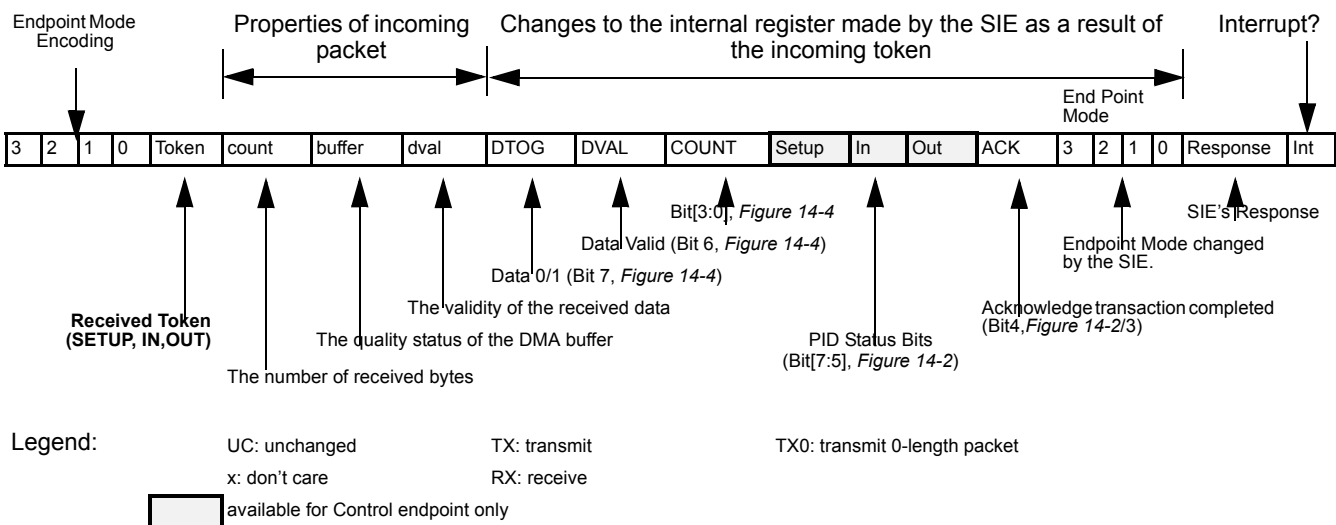 Endpoint Mode
Encoding
Properties of incoming
packet
Changes to the internal register made by the SIE as a result of
the incoming token
Interrupt?
End Point
Mode
3 2 1 0 Token count buffer dval DTOG DVAL COUNT Setup In Out ACK 3 2 1 0 Response Int
Bit[3:0], Figure 14-4
SIE's Response
Data Valid (Bit 6, Figure 14-4)
Endpoint Mode changed
by the SIE.
Data 0/1 (Bit 7, Figure 14-4)
The validity of the received data
Acknowledge transaction completed
(Bit4,Figure 14-2/3)
Received Token
(SETUP, IN,OUT)
The quality status of the DMA buffer
PID Status Bits
(Bit[7:5], Figure 14-2)
The number of received bytes
Legend:
UC: unchanged
TX: transmit
TX0: transmit 0-length packet
x: don't care
RX: receive
available for Control endpoint only